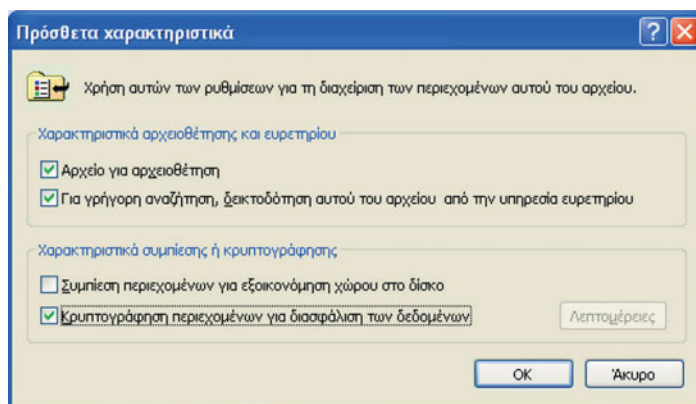 Πρόσθετα χαρακτηριστικά
Χρήση αυτών των ρυθμίσεων για τη διαχείριση των περιεχομένων αυτού του αρχείου.
Χαρακτηριστικά αρχειοθέτησης και ευρετηρίου
Αρχείο για αρχειοθέτηση
Για γρήγορη αναζήτηση, δεικτοδότηση αυτού του αρχείου από την υπηρεσία ευρετηρίου
Χαρακτηριστικά συμπίεσης ή κρυπτογράφησης
Συμπίεση περιεχομένων για εξοικονόμηση χώρου στο δίσκο
Κρυπτογράφηση περιεχομένων για διασφάλιση των δεδομένων
Λεπτομέρειες
OK Άκυρο